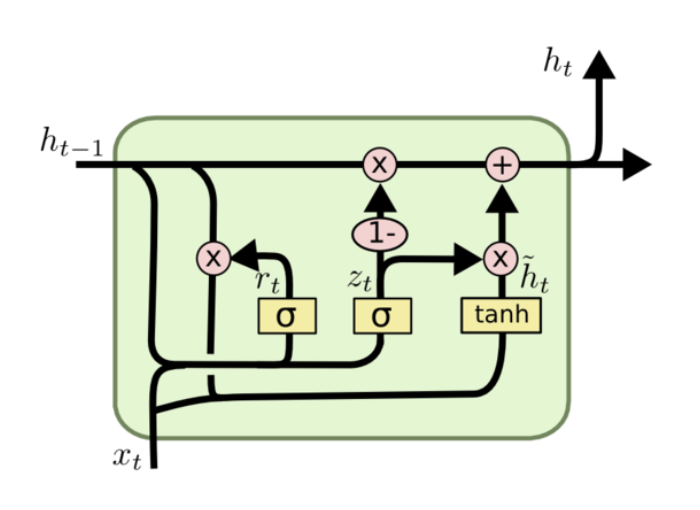 h_t
h_{t-1}
x +
1-
x r_t z_t x h̃_t
σ σ tanh
x_t